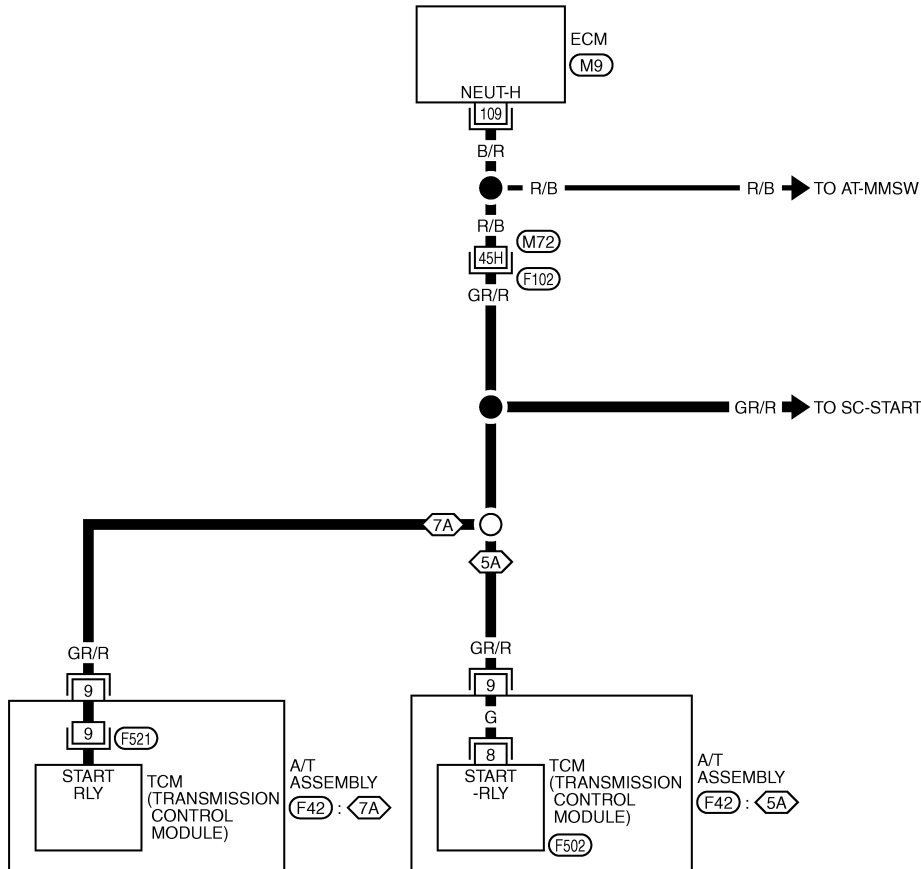 ECM
M9
NEUT-H
109
B/R
R/B
R/B
TO AT-MMSW
R/B
M72
45H
F102
GR/R
GR/R
TO SC-START
7A
5A
GR/R
GR/R
9
9
9
F521
G
8
START
RLY
TCM
(TRANSMISSION
CONTROL
MODULE)
A/T
ASSEMBLY
F42 : 7A
START
-RLY
TCM
(TRANSMISSION
CONTROL
MODULE)
F502
A/T
ASSEMBLY
F42 : 5A